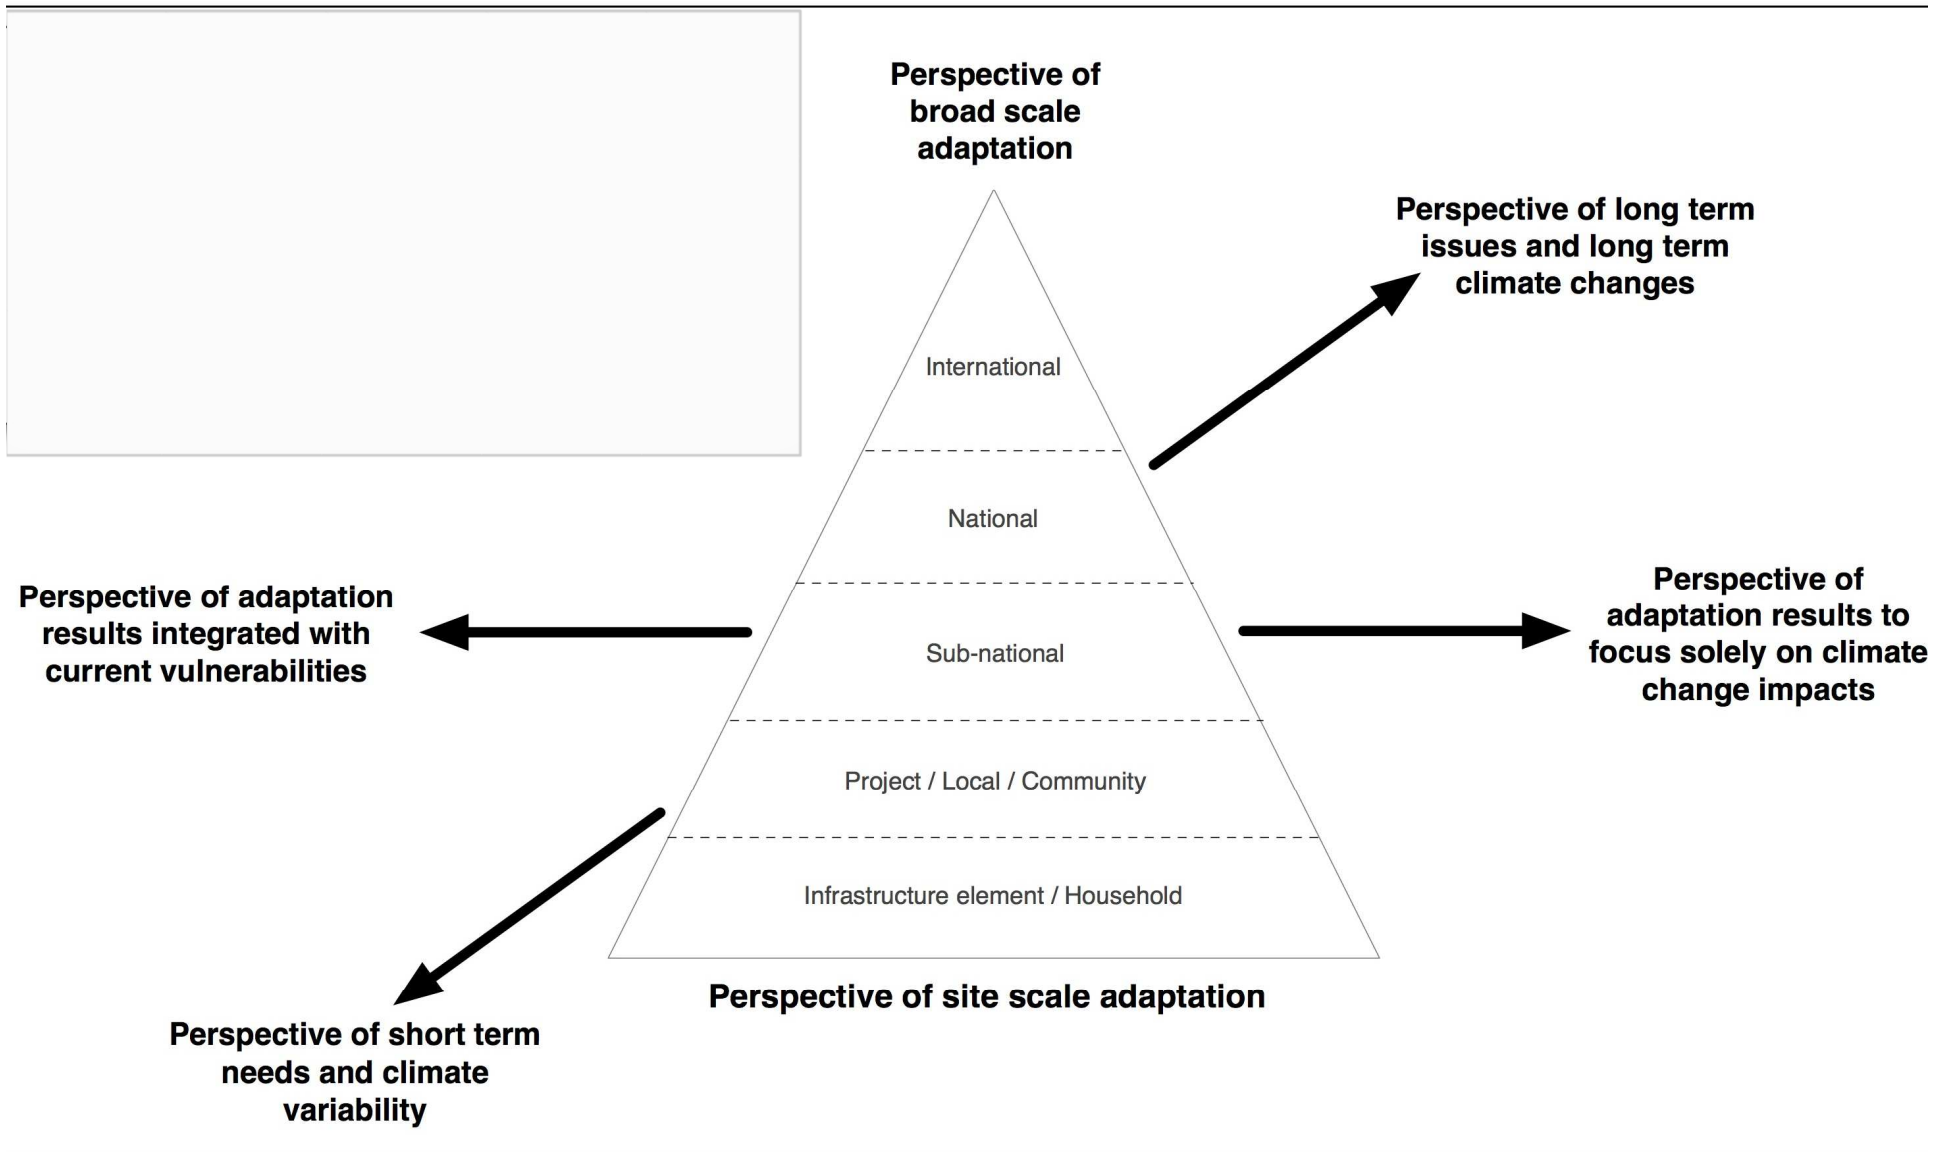 Perspective of
broad scale
adaptation
Perspective of long term
issues and long term
climate changes
International
National
Perspective of adaptation
results integrated with
current vulnerabilities
Sub-national
Perspective of
adaptation results to
focus solely on climate
change impacts
Project / Local / Community
Infrastructure element / Household
Perspective of site scale adaptation
Perspective of short term
needs and climate
variability